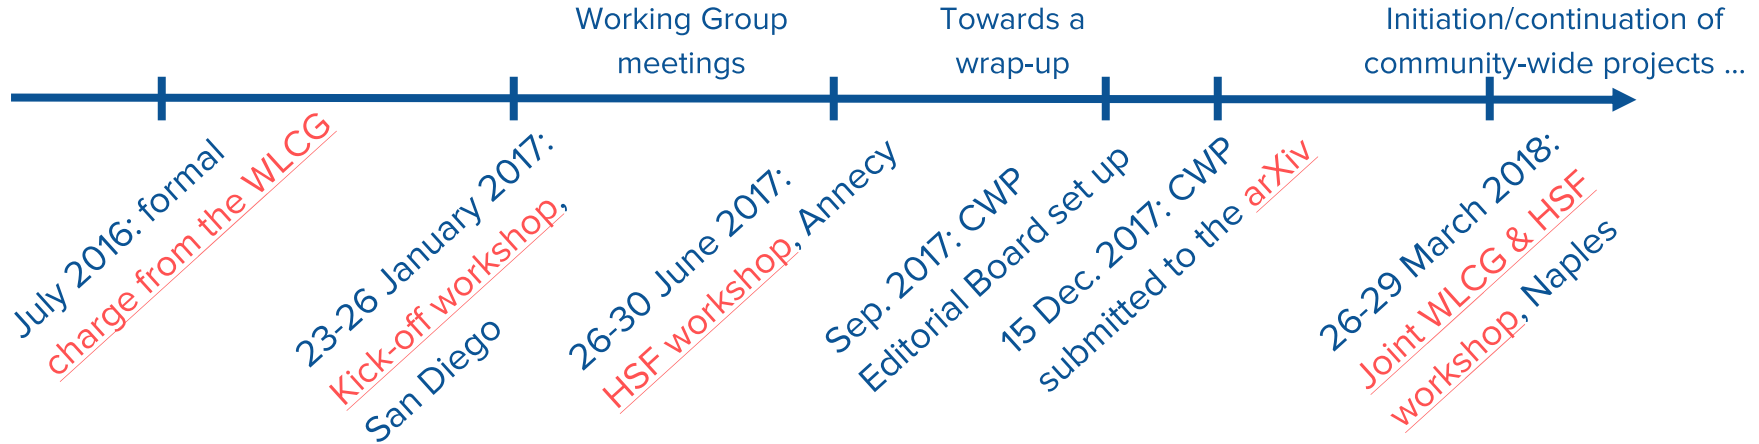 Working Group
meetings
Towards a
wrap-up
Initiation/continuation of
community-wide projects ...
July 2016: formal
charge from the WLCG
23-26 January 2017:
Kick-off workshop,
San Diego
26-30 June 2017:
HSF workshop, Annecy
Sep. 2017: CWP
Editorial Board set up
15 Dec. 2017: CWP
submitted to the arXiv
26-29 March 2018:
Joint WLCG & HSF
workshop, Naples